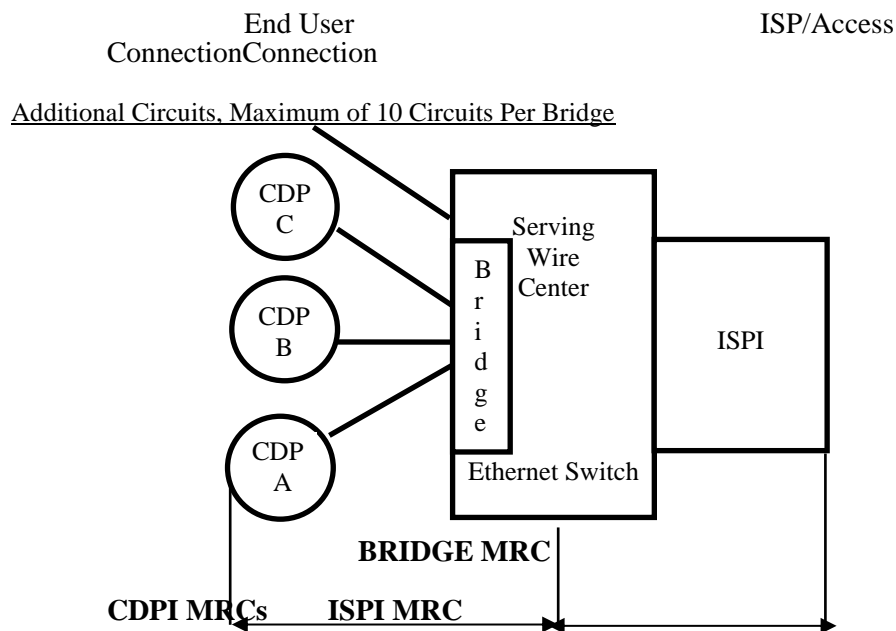 End User ISP/Access
ConnectionConnection
Additional Circuits, Maximum of 10 Circuits Per Bridge
CDP
C
CDP
B
CDP
A
Bridge
Serving
Wire
Center
Ethernet Switch
ISPI
BRIDGE MRC
CDPI MRCs ISPI MRC